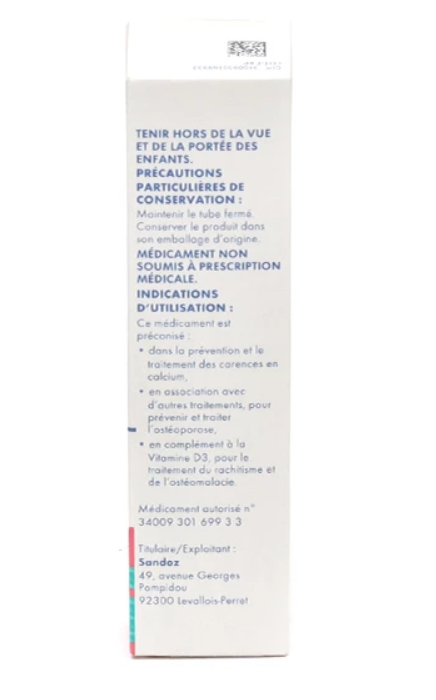 TENIR HORS DE LA VUE
ET DE LA PORTÉE DES
ENFANTS.
PRÉCAUTIONS
PARTICULIÈRES DE
CONSERVATION :
Maintenir le tube fermé.
Conserver le produit dans
son emballage d'origine.
MÉDICAMENT NON
SOUMIS À PRESCRIPTION
MÉDICALE.
INDICATIONS
D'UTILISATION :
Ce médicament est
préconisé :
• dans la prévention et le
traitement des carences en
calcium,
• en association avec
d'autres traitements, pour
prévenir et traiter
l'ostéoporose,
• en complément à la
Vitamine D3, pour le
traitement du rachitisme et
de l'ostéomalacie.
Médicament autorisé n°
34009 301 699 3 3
Titulaire/Exploitant :
Sandoz
49, avenue Georges
Pompidou
92300 Levallois-Perret